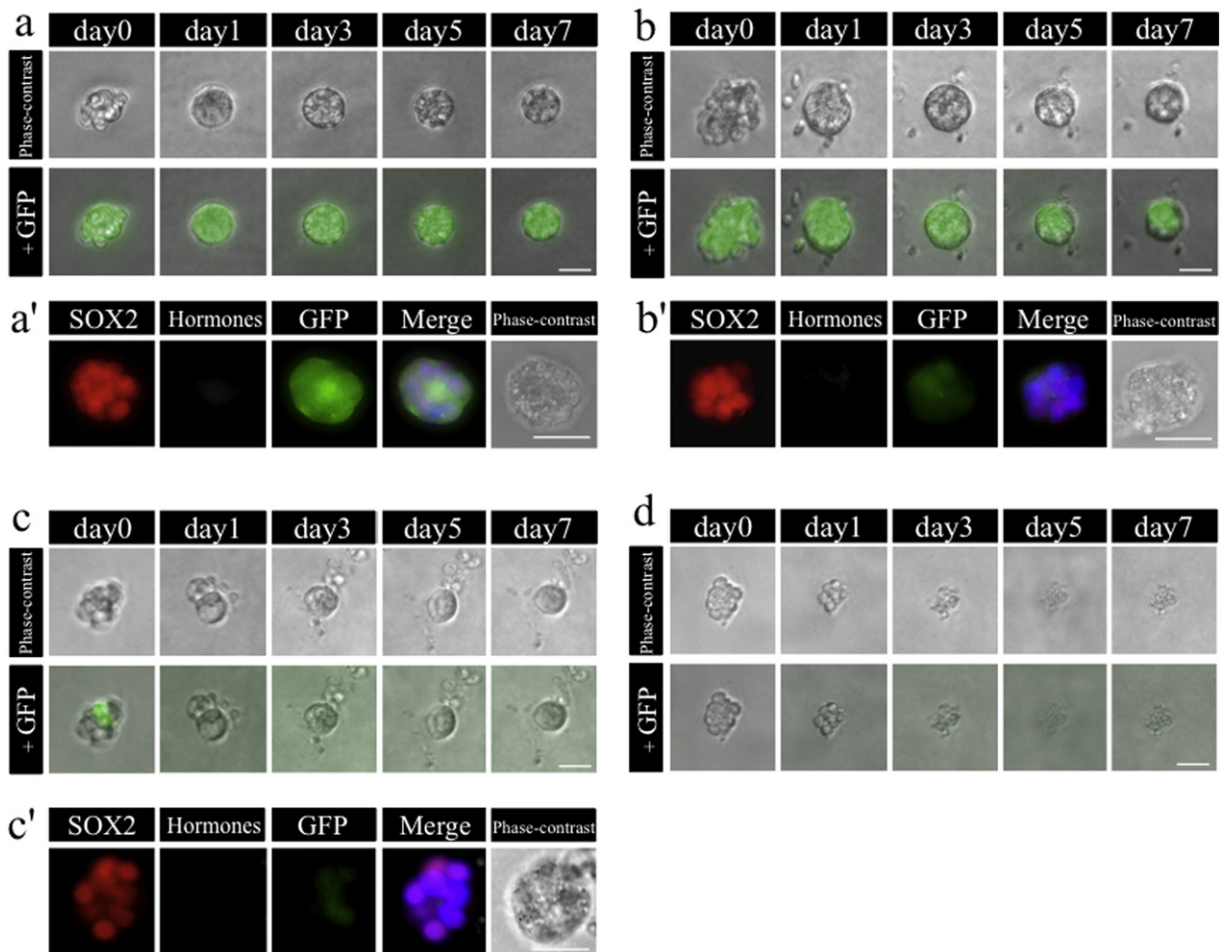 a
day0 day1 day3 day5 day7
Phase-contrast
+ GFP
b
day0 day1 day3 day5 day7
Phase-contrast
+ GFP
a'
SOX2 Hormones GFP Merge Phase-contrast
b'
SOX2 Hormones GFP Merge Phase-contrast
c
day0 day1 day3 day5 day7
Phase-contrast
+ GFP
d
day0 day1 day3 day5 day7
Phase-contrast
+ GFP
c'
SOX2 Hormones GFP Merge Phase-contrast